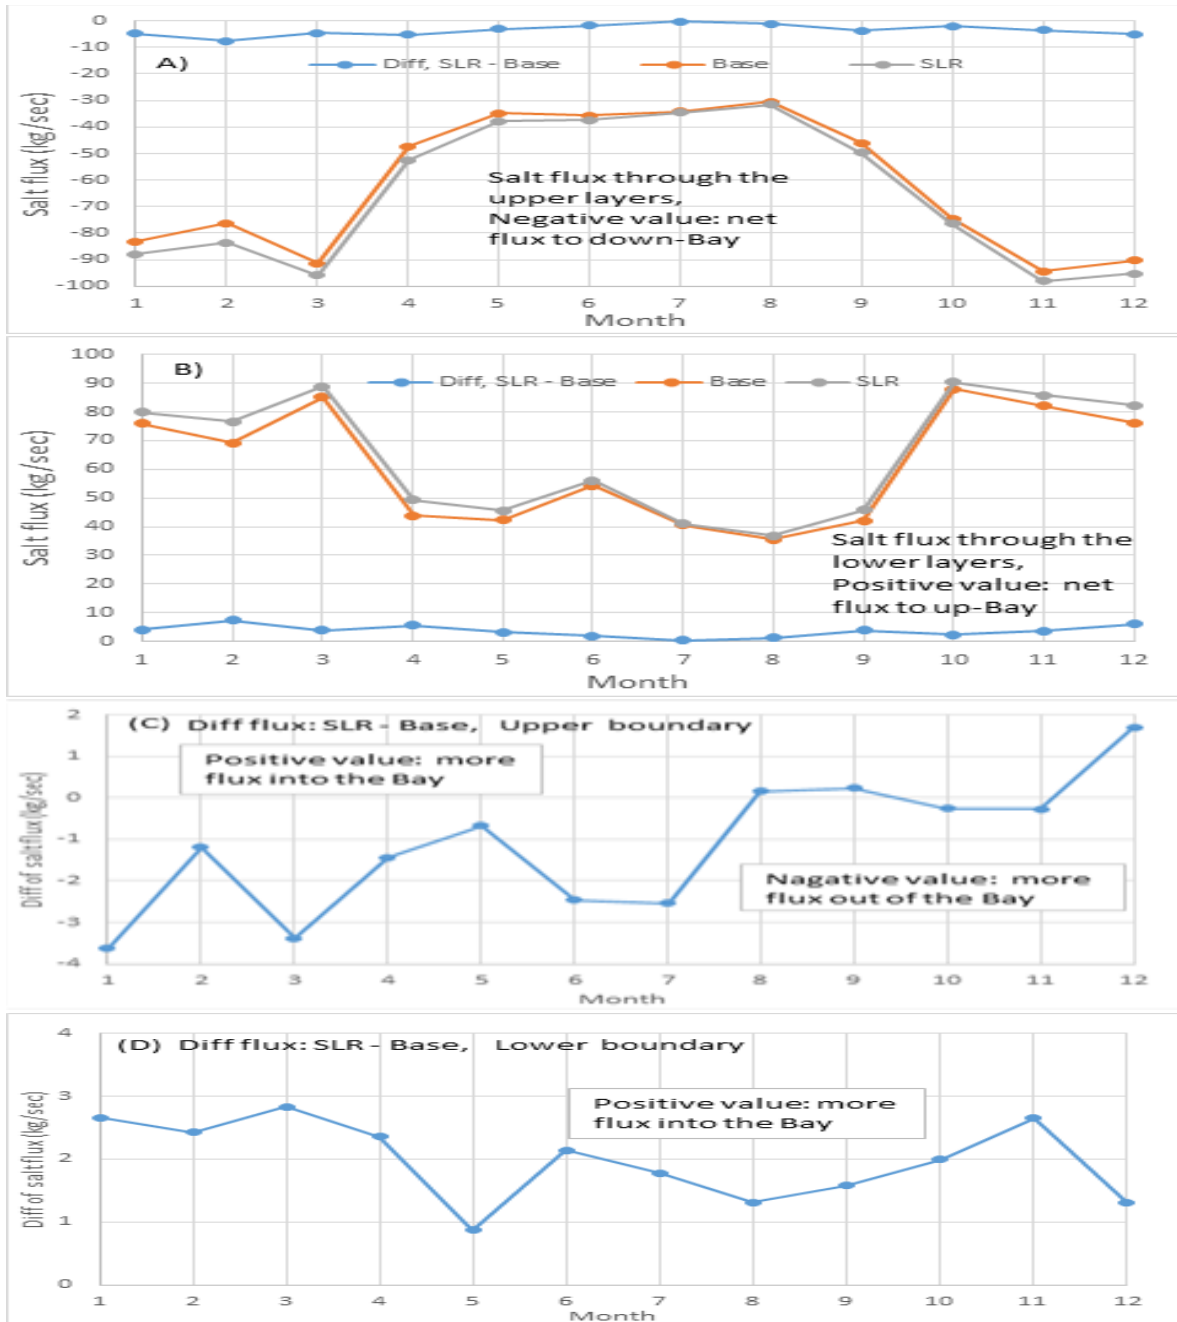 0
-10
-20
-30
-40
-50
-60
-70
-80
-90
-100
Salt flux (kg/sec)
A)
Diff, SLR - Base Base SLR
Salt flux through the
upper layers,
Negative value: net
flux to down-Bay
1 2 3 4 5 6 7 8 9 10 11 12
Month
100
90
80
70
60
50
40
30
20
10
0
Salt flux (kg/sec)
B)
Diff, SLR - Base Base SLR
Salt flux through the
lower layers,
Positive value: net
flux to up-Bay
1 2 3 4 5 6 7 8 9 10 11 12
Month
2
1
0
-1
-2
-3
-4
Diff of salt flux (kg/sec)
(C) Diff flux: SLR - Base, Upper boundary
Positive value: more
flux into the Bay
Nagative value: more
flux out of the Bay
1 2 3 4 5 6 7 8 9 10 11 12
Month
4
3
2
1
0
Diff of salt flux (kg/sec)
(D) Diff flux: SLR - Base, Lower boundary
Positive value: more
flux into the Bay
1 2 3 4 5 6 7 8 9 10 11 12
Month